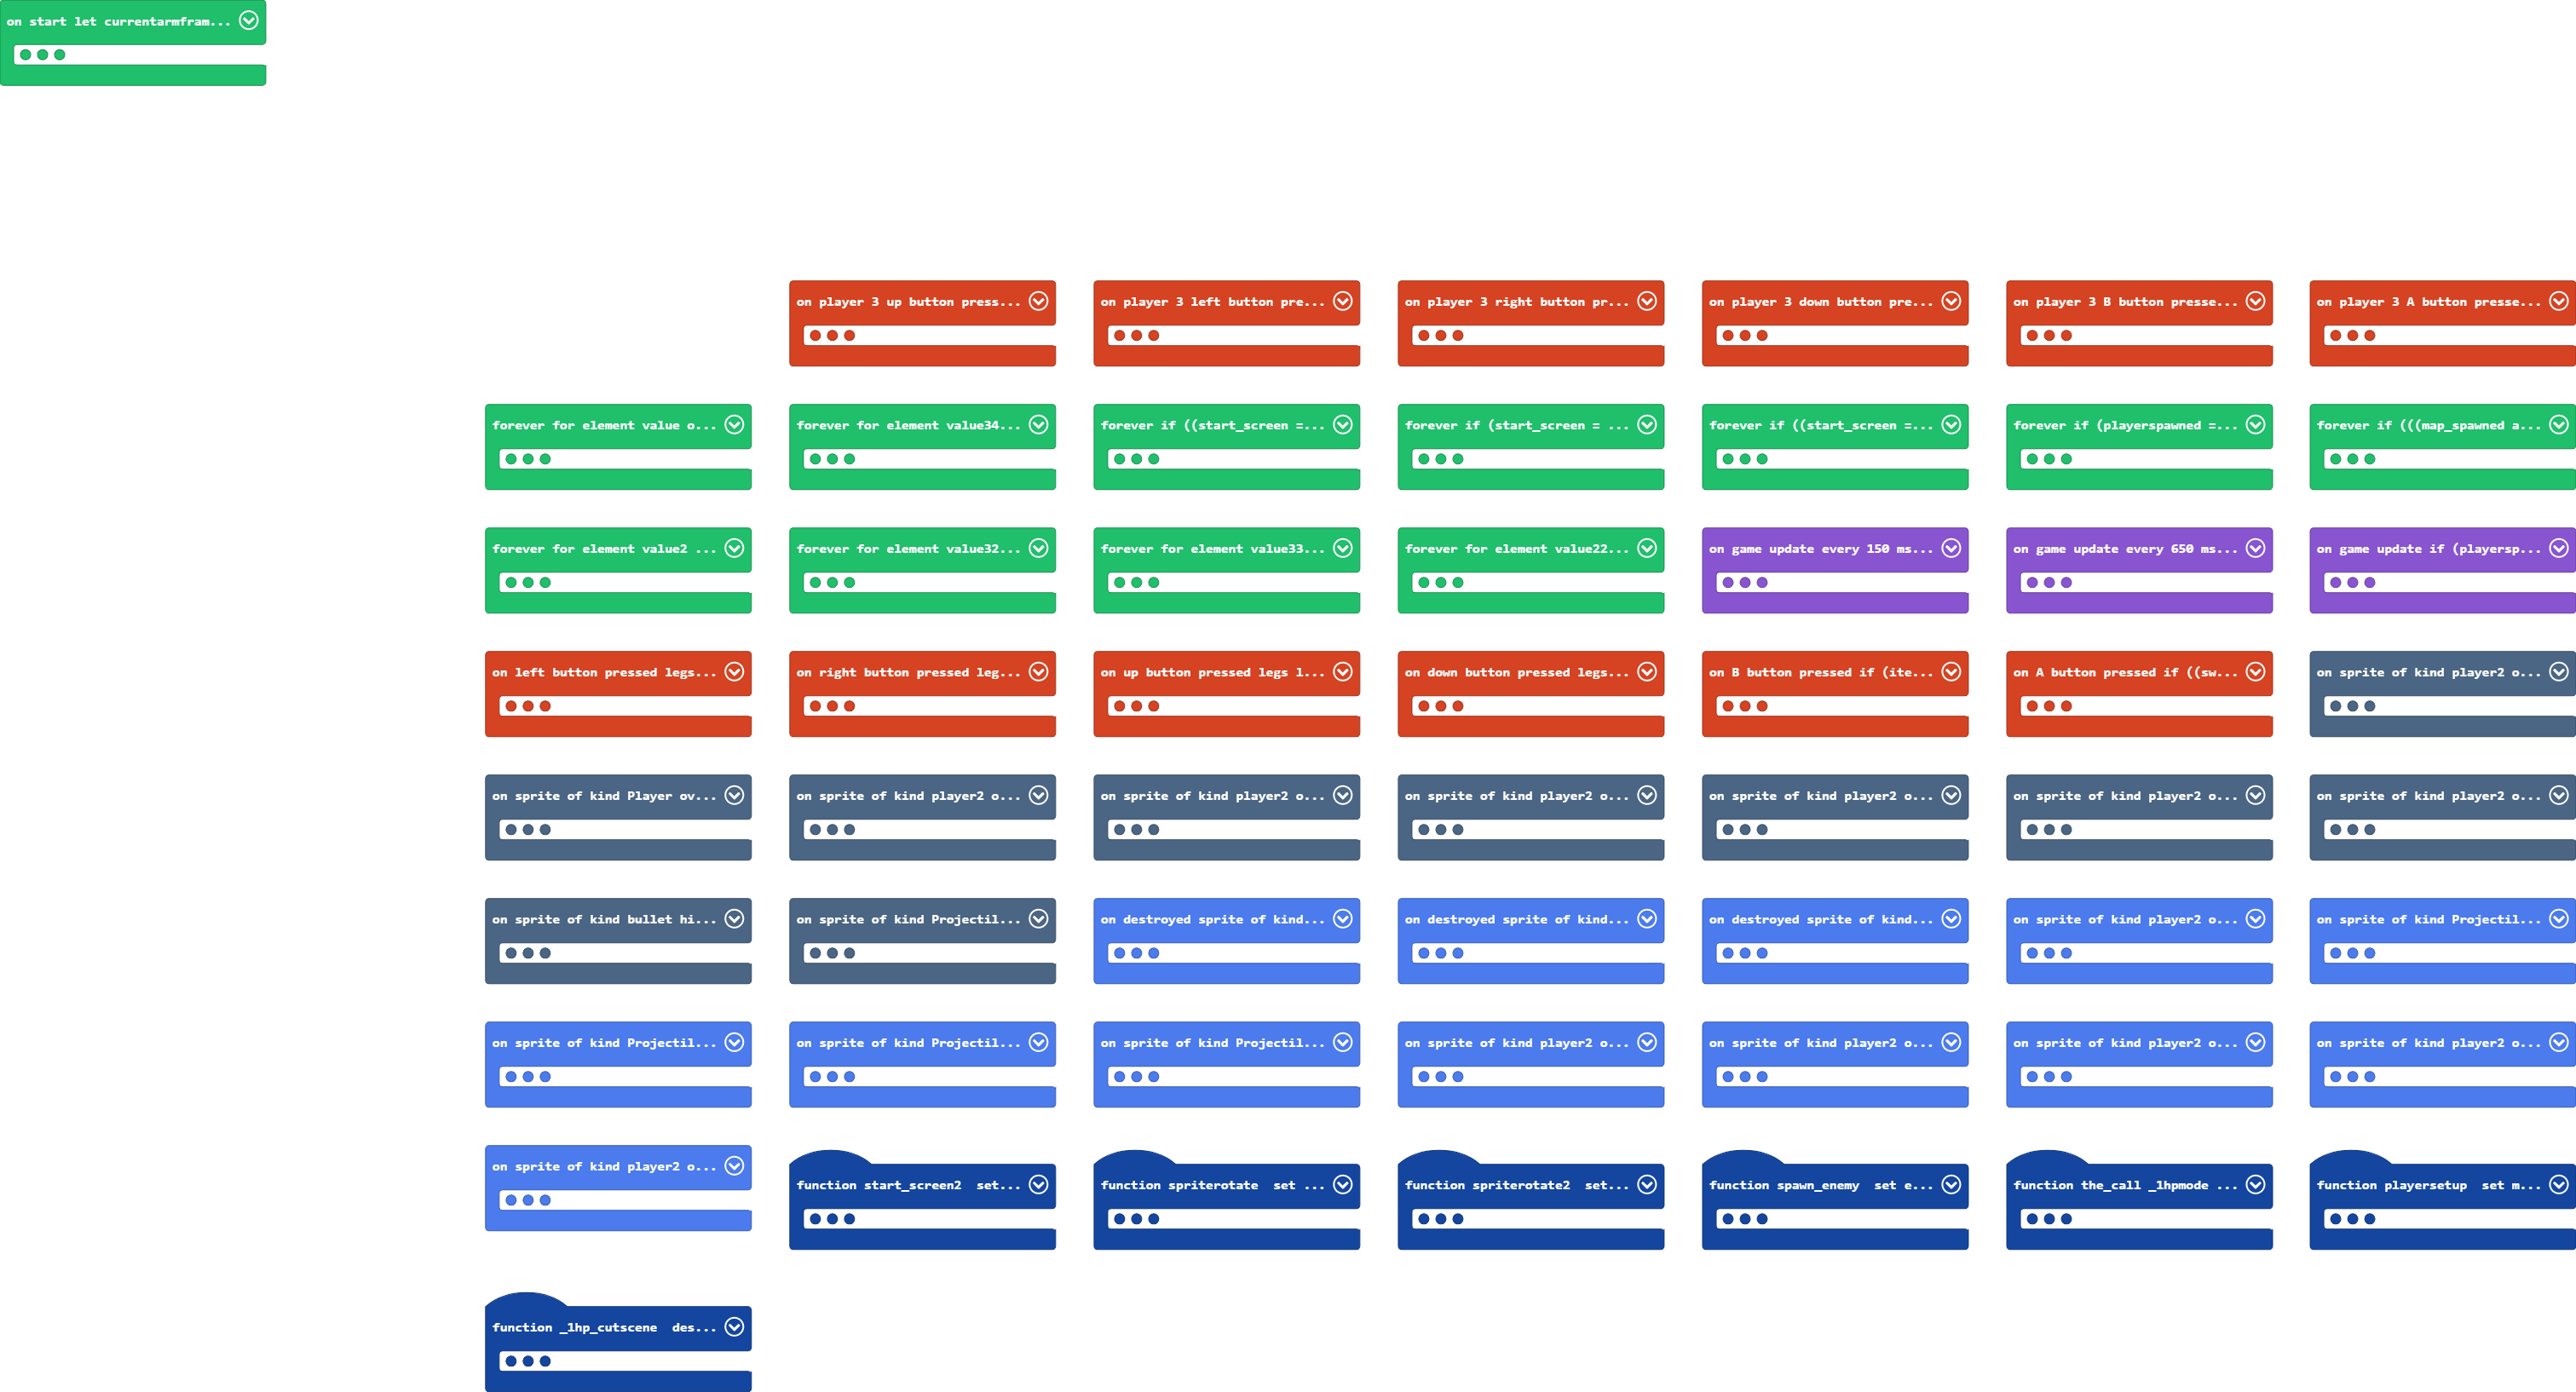 on start let currentarmfram...
on player 3 up button press...
on player 3 left button pre...
on player 3 right button pr...
on player 3 down button pre...
on player 3 B button presse...
on player 3 A button presse...
forever for element value o...
forever for element value34...
forever if ((start_screen =...
forever if (start_screen = ...
forever if ((start_screen =...
forever if (playerspawned =...
forever if (((map_spawned a...
forever for element value2 ...
forever for element value32...
forever for element value33...
forever for element value22...
on game update every 150 ms...
on game update every 650 ms...
on game update if (playersp...
on left button pressed legs...
on right button pressed leg...
on up button pressed legs l...
on down button pressed legs...
on B button pressed if (ite...
on A button pressed if ((sw...
on sprite of kind player2 o...
on sprite of kind Player ov...
on sprite of kind player2 o...
on sprite of kind player2 o...
on sprite of kind player2 o...
on sprite of kind player2 o...
on sprite of kind player2 o...
on sprite of kind player2 o...
on sprite of kind bullet hi...
on sprite of kind Projectil...
on destroyed sprite of kind...
on destroyed sprite of kind...
on destroyed sprite of kind...
on sprite of kind player2 o...
on sprite of kind Projectil...
on sprite of kind Projectil...
on sprite of kind Projectil...
on sprite of kind Projectil...
on sprite of kind player2 o...
on sprite of kind player2 o...
on sprite of kind player2 o...
on sprite of kind player2 o...
on sprite of kind player2 o...
function start_screen2  set...
function spriterotate  set ...
function spriterotate2  set...
function spawn_enemy  set e...
function the_call _1hpmode ...
function playersetup  set m...
function _1hp_cutscene  des...